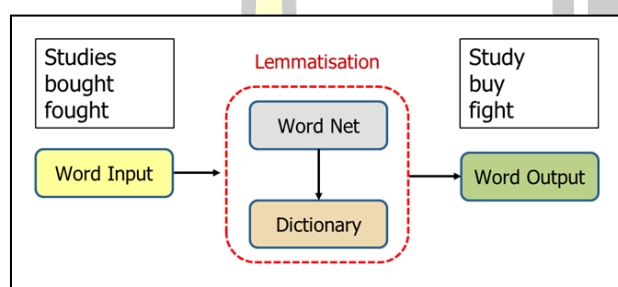 Studies
bought
fought
Lemmatisation
Study
buy
fight
Word Input
Word Net
Dictionary
Word Output